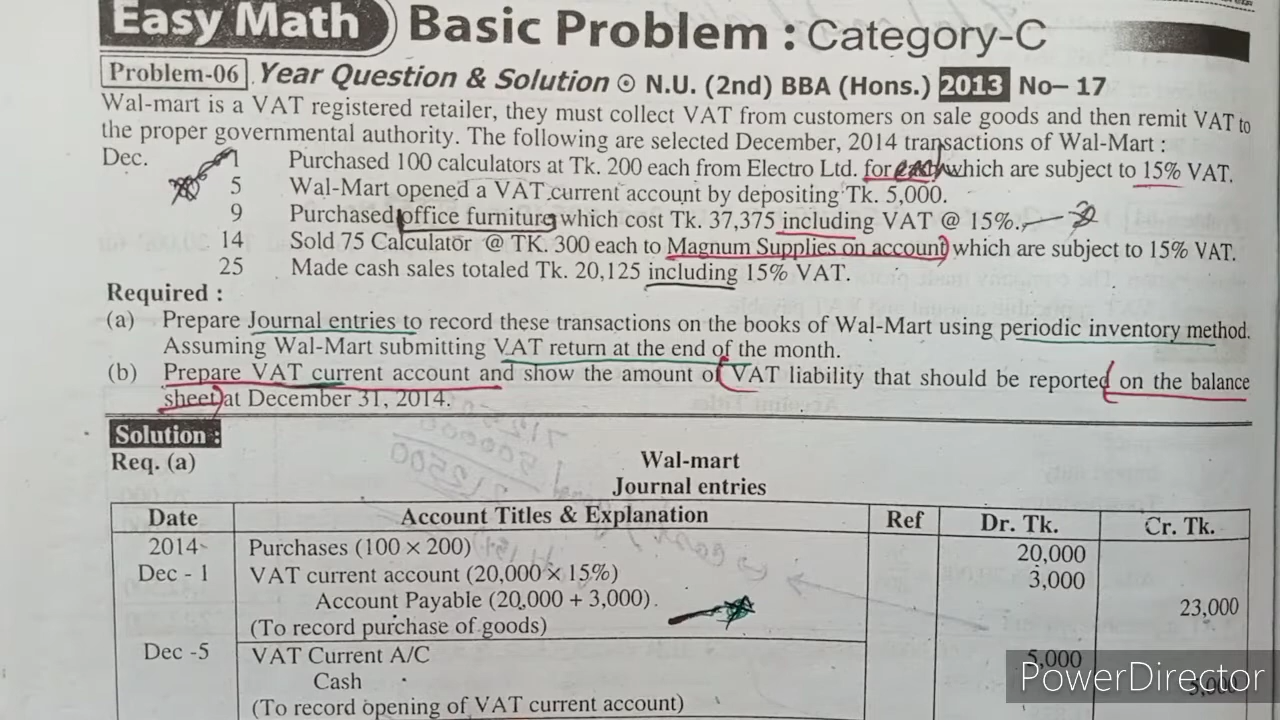 Easy Math Basic Problem : Category-C
Problem-06 Year Question & Solution ⊙ N.U. (2nd) BBA (Hons.) 2013 No– 17
Wal-mart is a VAT registered retailer, they must collect VAT from customers on sale goods and then remit VAT to
the proper governmental authority. The following are selected December, 2014 transactions of Wal-Mart :
Dec. 1 Purchased 100 calculators at Tk. 200 each from Electro Ltd. for which are subject to 15% VAT.
5 Wal-Mart opened a VAT current account by depositing Tk. 5,000.
9 Purchased office furniture which cost Tk. 37,375 including VAT @ 15%.
14 Sold 75 Calculator @ TK. 300 each to Magnum Supplies on account which are subject to 15% VAT.
25 Made cash sales totaled Tk. 20,125 including 15% VAT.
Required :
(a) Prepare Journal entries to record these transactions on the books of Wal-Mart using periodic inventory method.
Assuming Wal-Mart submitting VAT return at the end of the month.
(b) Prepare VAT current account and show the amount of VAT liability that should be reported on the balance
sheet at December 31, 2014.
Solution :
Req. (a) Wal-mart
Journal entries
Date Account Titles & Explanation Ref Dr. Tk. Cr. Tk.
2014 Purchases (100 × 200) 20,000
Dec - 1 VAT current account (20,000 × 15%) 3,000
Account Payable (20,000 + 3,000). 23,000
(To record purchase of goods)
Dec -5 VAT Current A/C 5,000
Cash 5,000
(To record opening of VAT current account)
PowerDirector